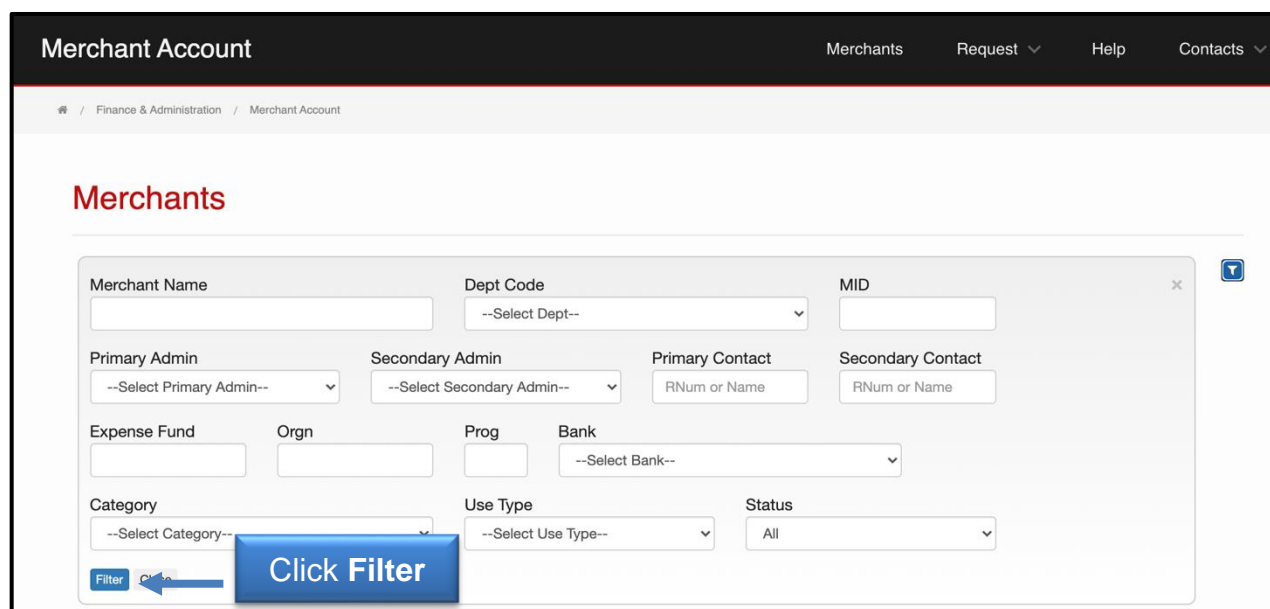 Merchant Account Merchants Request Help Contacts
/ Finance & Administration / Merchant Account
Merchants
Merchant Name Dept Code MID
--Select Dept--
Primary Admin Secondary Admin Primary Contact Secondary Contact
--Select Primary Admin-- --Select Secondary Admin-- RNum or Name RNum or Name
Expense Fund Orgn Prog Bank
--Select Bank--
Category Use Type Status
--Select Category-- --Select Use Type-- All
Filter
Click Filter